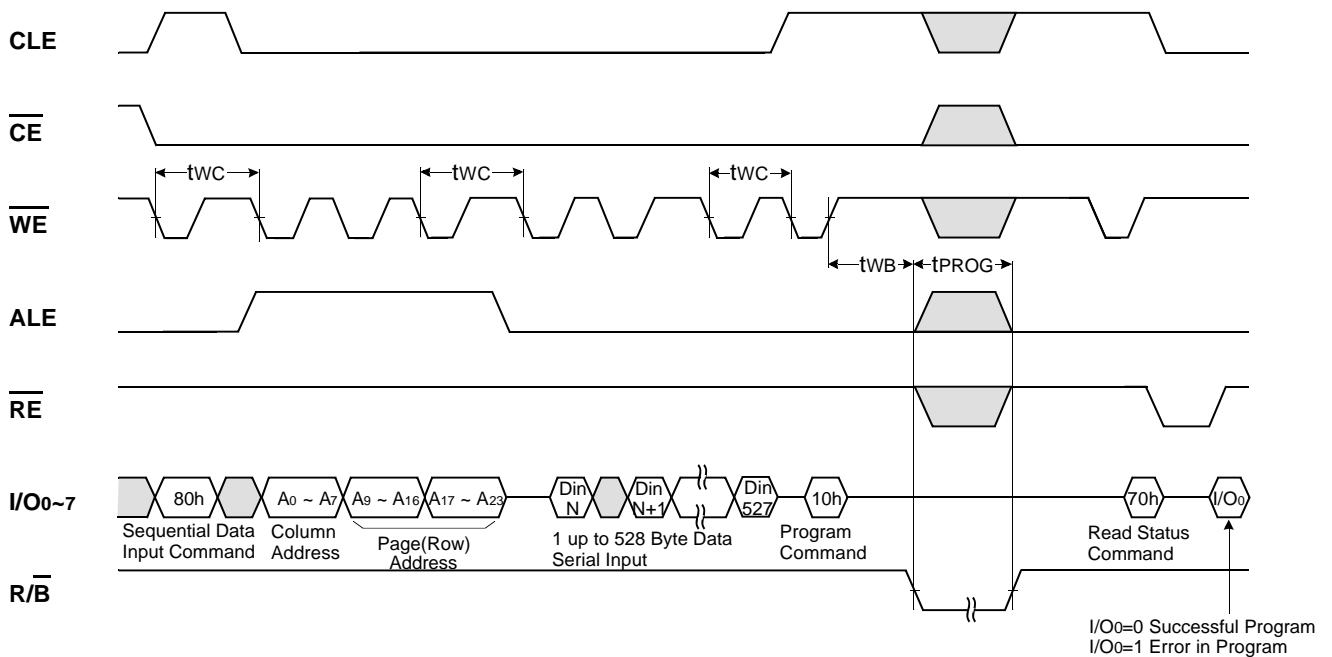 CLE
CE
tWC
tWC
tWC
WE
tWB
tPROG
ALE
RE
I/O0~7
80h
A0 ~ A7
A9 ~ A16
A17 ~ A23
Din
N
Din
N+1
Din
527
10h
70h
I/O0
Sequential Data
Input Command
Column
Address
Page(Row)
Address
1 up to 528 Byte Data
Serial Input
Program
Command
Read Status
Command
R/B
I/O0=0 Successful Program
I/O0=1 Error in Program